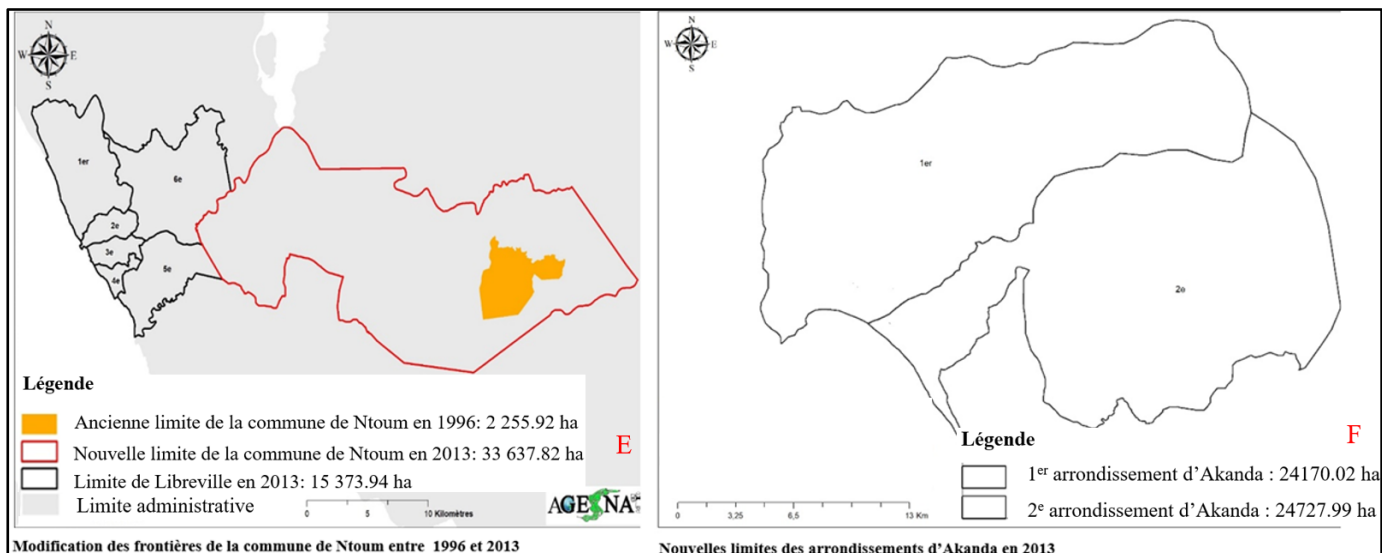 N
W E
S
1er
6e
2e
3e
5e
4e
Légende
Ancienne limite de la commune de Ntoum en 1996: 2 255.92 ha
Nouvelle limite de la commune de Ntoum en 2013: 33 637.82 ha
Limite de Libreville en 2013: 15 373.94 ha
Limite administrative
E
0 5 10 Kilomètres
Modification des frontières de la commune de Ntoum entre 1996 et 2013
N
W E
S
1er
2e
Légende
1er arrondissement d'Akanda : 24170.02 ha
2e arrondissement d'Akanda : 24727.99 ha
F
0 3,25 6,5 13 Km
Nouvelles limites des arrondissements d'Akanda en 2013